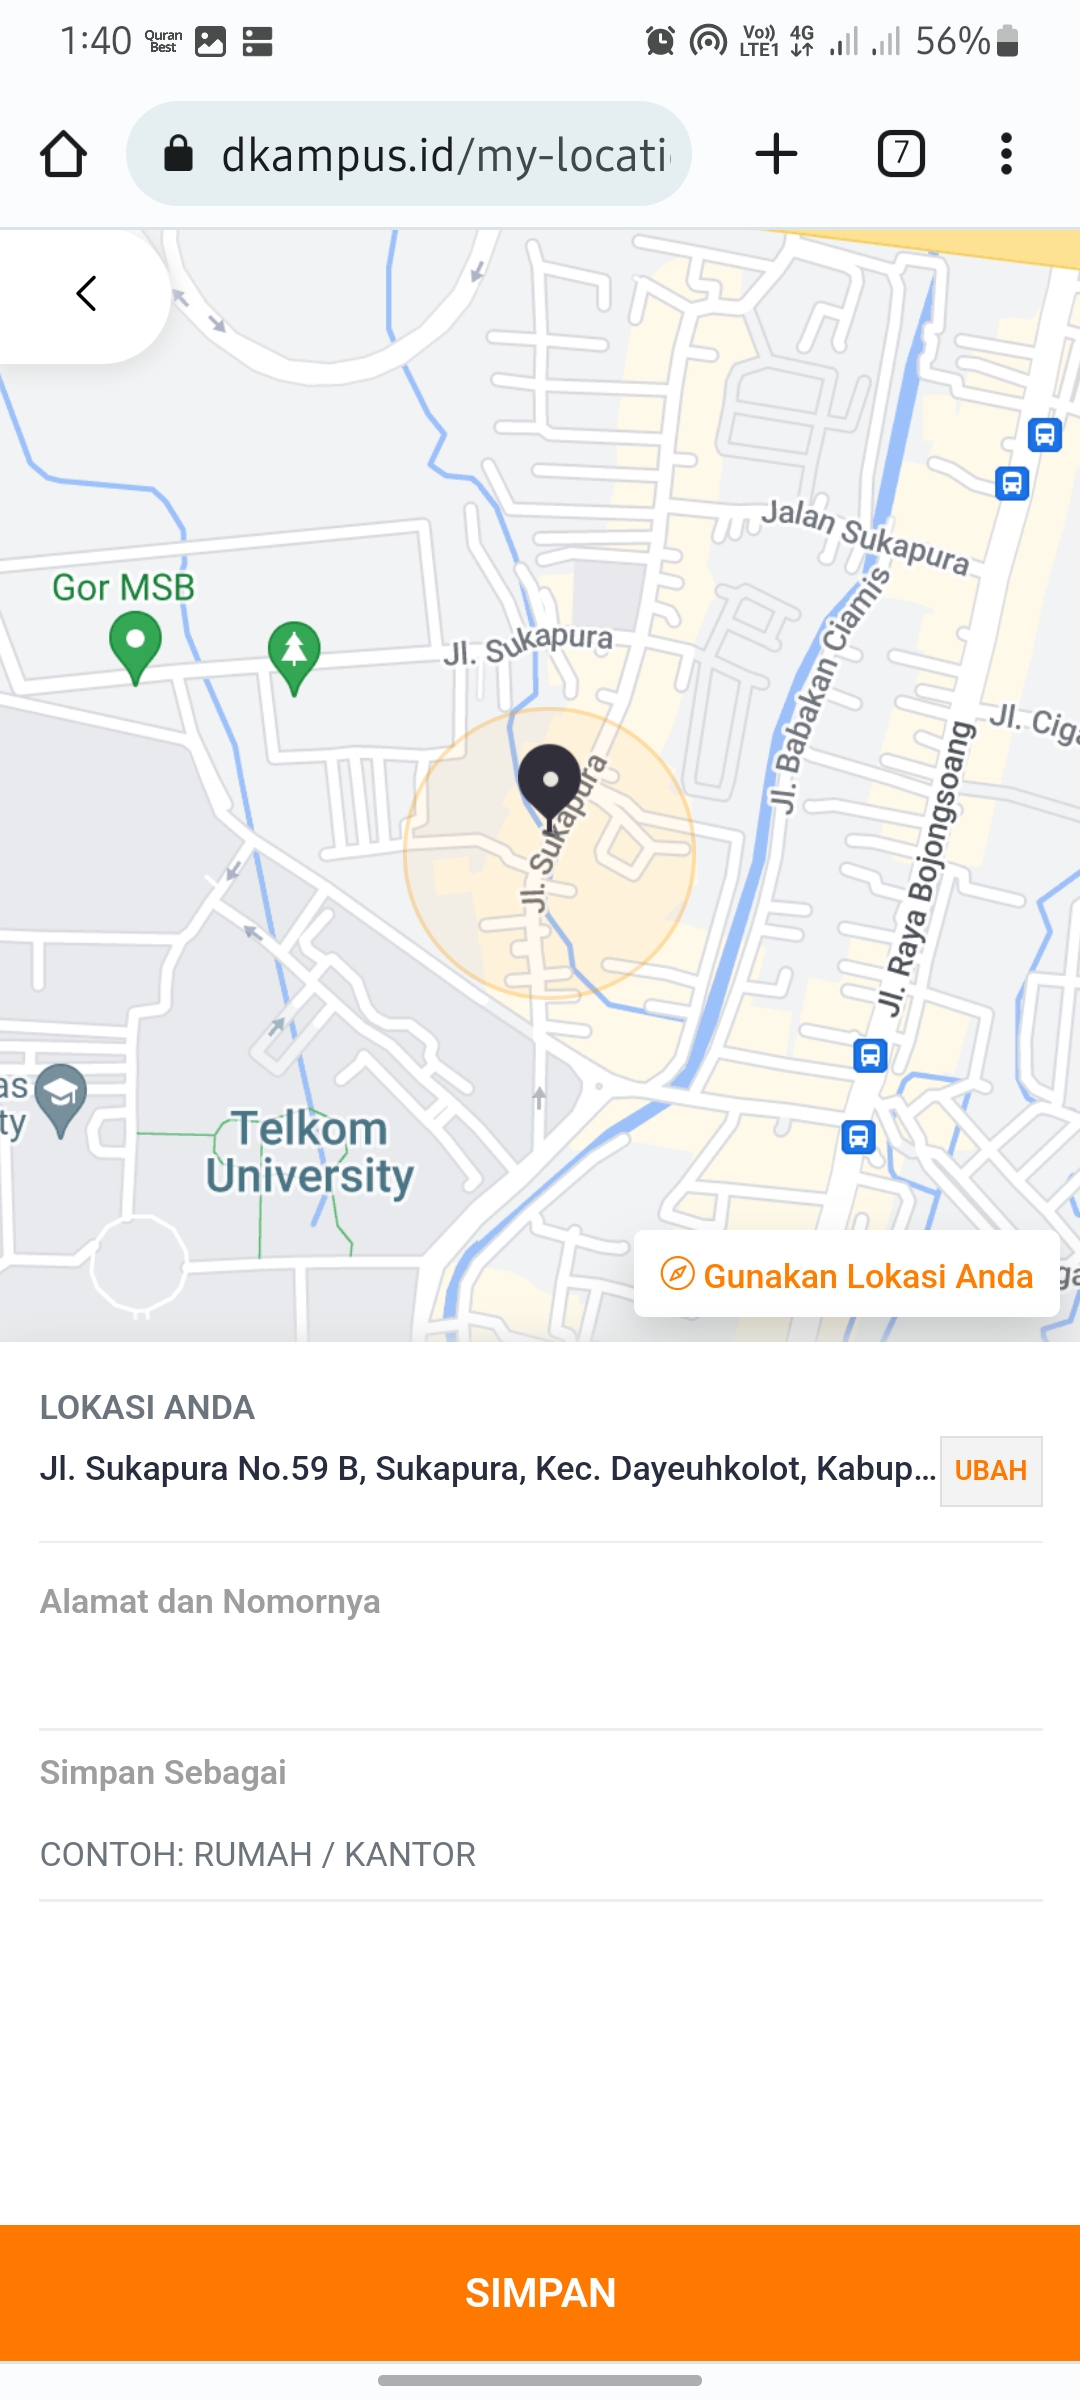 1:40 Quran Best Vo)) LTE1 4G 56%
dkampus.id/my-locati
7
Jalan Sukapura
Gor MSB
Jl. Sukapura
Jl. Babakan Ciamis
Jl. Ciga
Jl. Raya Bojongsoang
Jl. Sukapura
as
ty
Telkom
University
Gunakan Lokasi Anda
ga
LOKASI ANDA
Jl. Sukapura No.59 B, Sukapura, Kec. Dayeuhkolot, Kabup... UBAH
Alamat dan Nomornya
Simpan Sebagai
CONTOH: RUMAH / KANTOR
SIMPAN